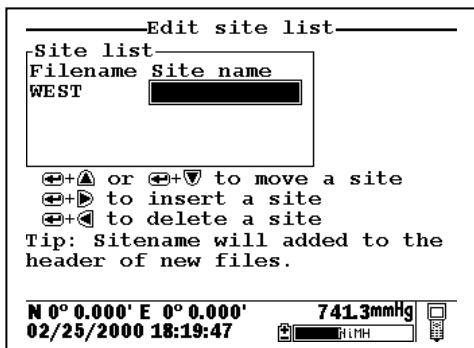 Edit site list
Site list
Filename Site name
WEST
+ or + to move a site
+ to insert a site
+ to delete a site
Tip: Sitename will added to the
header of new files.
N 0° 0.000' E 0° 0.000' 741.3mmHg
02/25/2000 18:19:47 NiMH